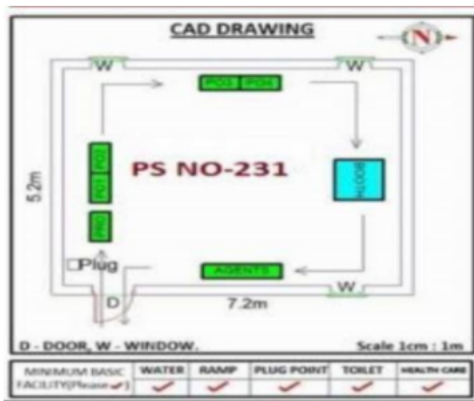 CAD DRAWING
N
W
W
PO3 PO4
PO1 PO2
PS NO-231
BOOTH
5.2m
PRO
□Plug
AGENTS
W
D
7.2m
D - DOOR, W - WINDOW.
Scale 1cm : 1m
MINIMUM BASIC FACILITY(Please✓) WATER RAMP PLUG POINT TOILET HEALTH CARE